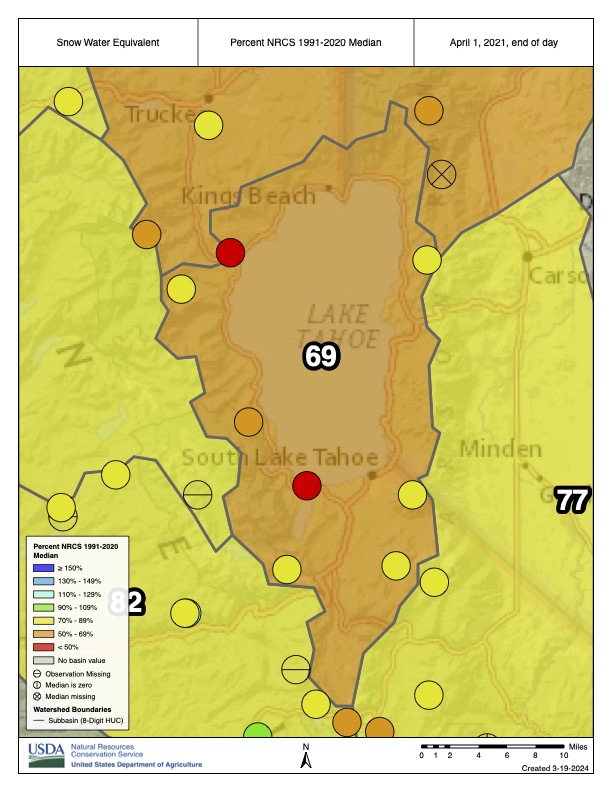 Snow Water Equivalent
Percent NRCS 1991-2020 Median
April 1, 2021, end of day
Trucke
Kings Beach
Carso
LAKE
TAHOE
69
South Lake Tahoe
Minden
G
77
N
E
82
Percent NRCS 1991-2020
Median
≥ 150%
130% - 149%
110% - 129%
90% - 109%
70% - 89%
50% - 69%
< 50%
No basin value
Observation Missing
Median is zero
Median missing
Watershed Boundaries
Subbasin (8-Digit HUC)
USDA
Natural Resources
Conservation Service
United States Department of Agriculture
N
Miles
0 1 2 4 6 8 10
Created 3-19-2024